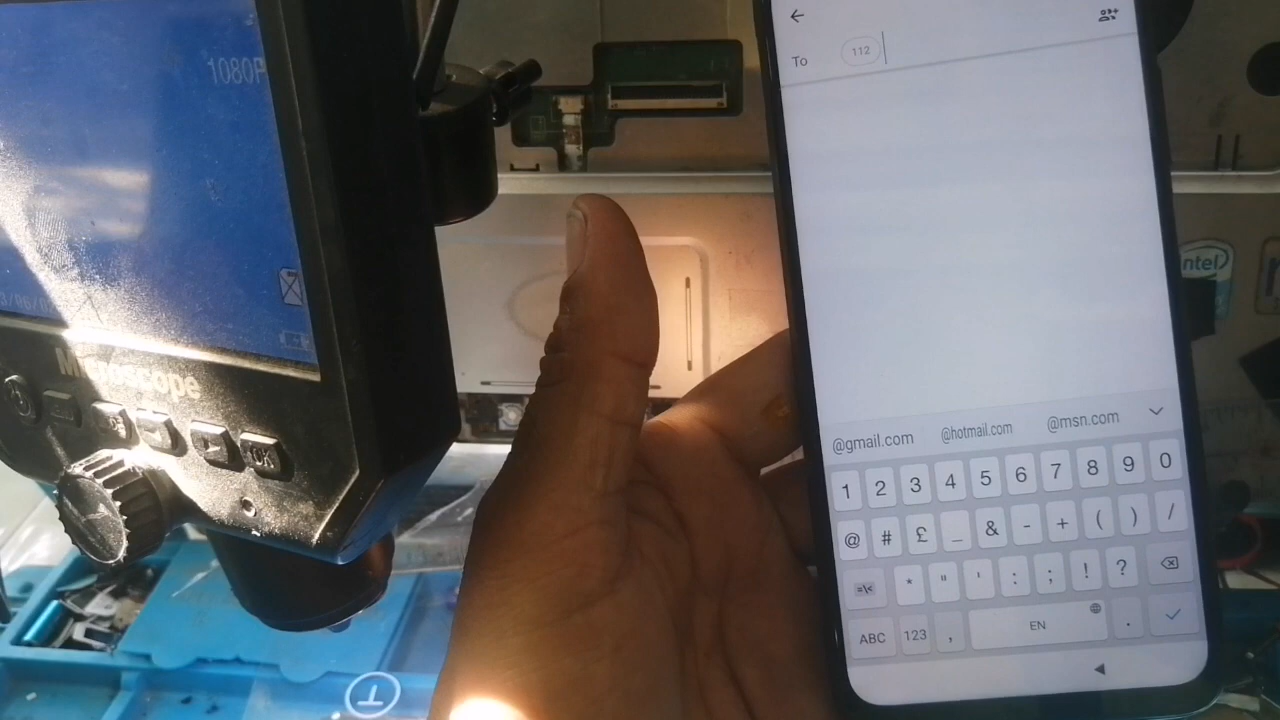 1080P
Microscope
OK
intel
To 112
@gmail.com @hotmail.com @msn.com
1 2 3 4 5 6 7 8 9 0
@ # £ _ & - + ( ) /
=\< * " ' : ; ! ?
ABC 123 , EN .